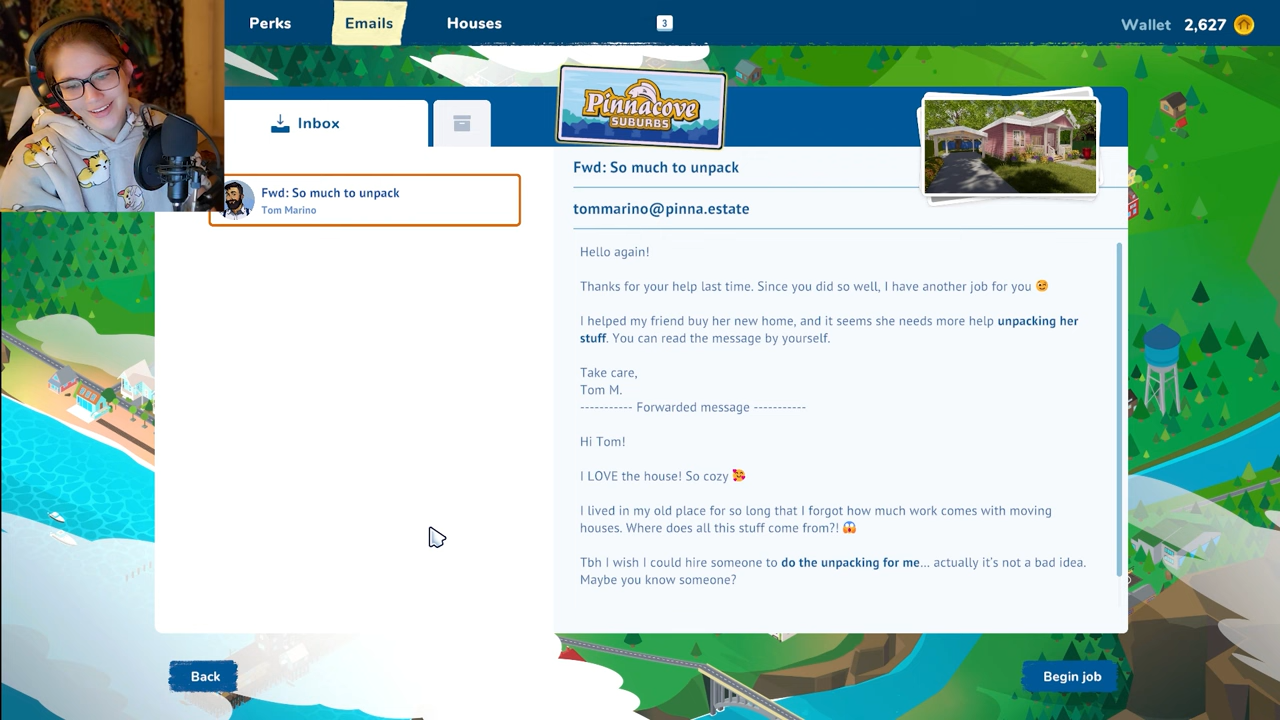 Perks
Emails
Houses
3
Wallet 2,627
Inbox
Pinnacove
SUBURBS
Fwd: So much to unpack
Tom Marino
Fwd: So much to unpack
tommarino@pinna.estate
Hello again!
Thanks for your help last time. Since you did so well, I have another job for you 😉
I helped my friend buy her new home, and it seems she needs more help unpacking her
stuff. You can read the message by yourself.
Take care,
Tom M.
----------- Forwarded message -----------
Hi Tom!
I LOVE the house! So cozy 🥰
I lived in my old place for so long that I forgot how much work comes with moving
houses. Where does all this stuff come from?! 😱
Tbh I wish I could hire someone to do the unpacking for me... actually it's not a bad idea.
Maybe you know someone?
Back
Begin job